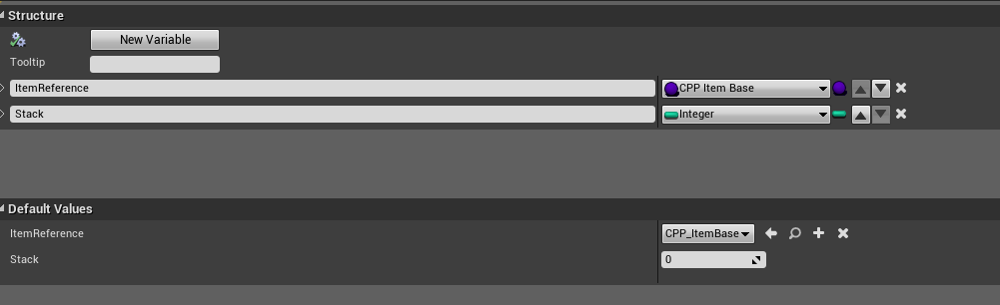 Structure
New Variable
Tooltip
ItemReference CPP Item Base
Stack Integer
Default Values
ItemReference CPP_ItemBase
Stack 0